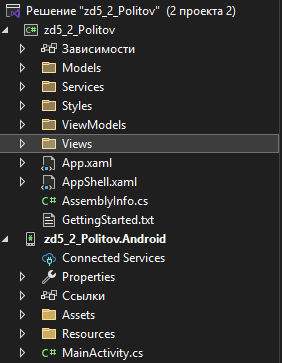 Решение "zd5_2_Politov" (2 проекта 2)
zd5_2_Politov
Зависимости
Models
Services
Styles
ViewModels
Views
App.xaml
AppShell.xaml
AssemblyInfo.cs
GettingStarted.txt
zd5_2_Politov.Android
Connected Services
Properties
Ссылки
Assets
Resources
MainActivity.cs